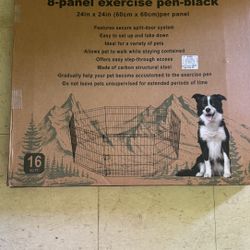 8-panel exercise pen-black
24in x 24in (60cm x 60cm)per panel
Features secure split-door system
Easy to set up and take down
Ideal for a variety of pets
Allows pet to walk while staying contained
Offers easy step-through access
Made of carbon structural steel
Gradually help your pet become accustomed to the exercise pen
Do not leave pets unsupervised for extended periods of time
16